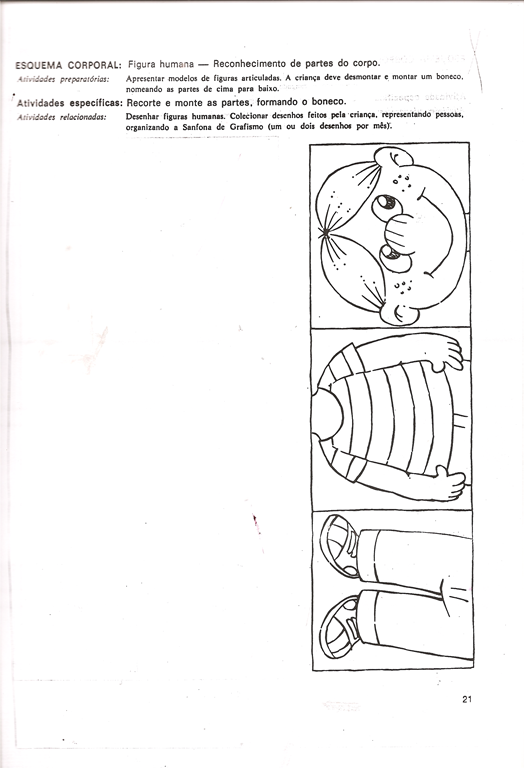 ESQUEMA CORPORAL: Figura humana — Reconhecimento de partes do corpo.
Atividades preparatórias: Apresentar modelos de figuras articuladas. A criança deve desmontar e montar um boneco,
nomeando as partes de cima para baixo.
Atividades específicas: Recorte e monte as partes, formando o boneco.
Atividades relacionadas: Desenhar figuras humanas. Colecionar desenhos feitos pela criança, representando pessoas,
organizando a Sanfona de Grafismo (um ou dois desenhos por mês).
21